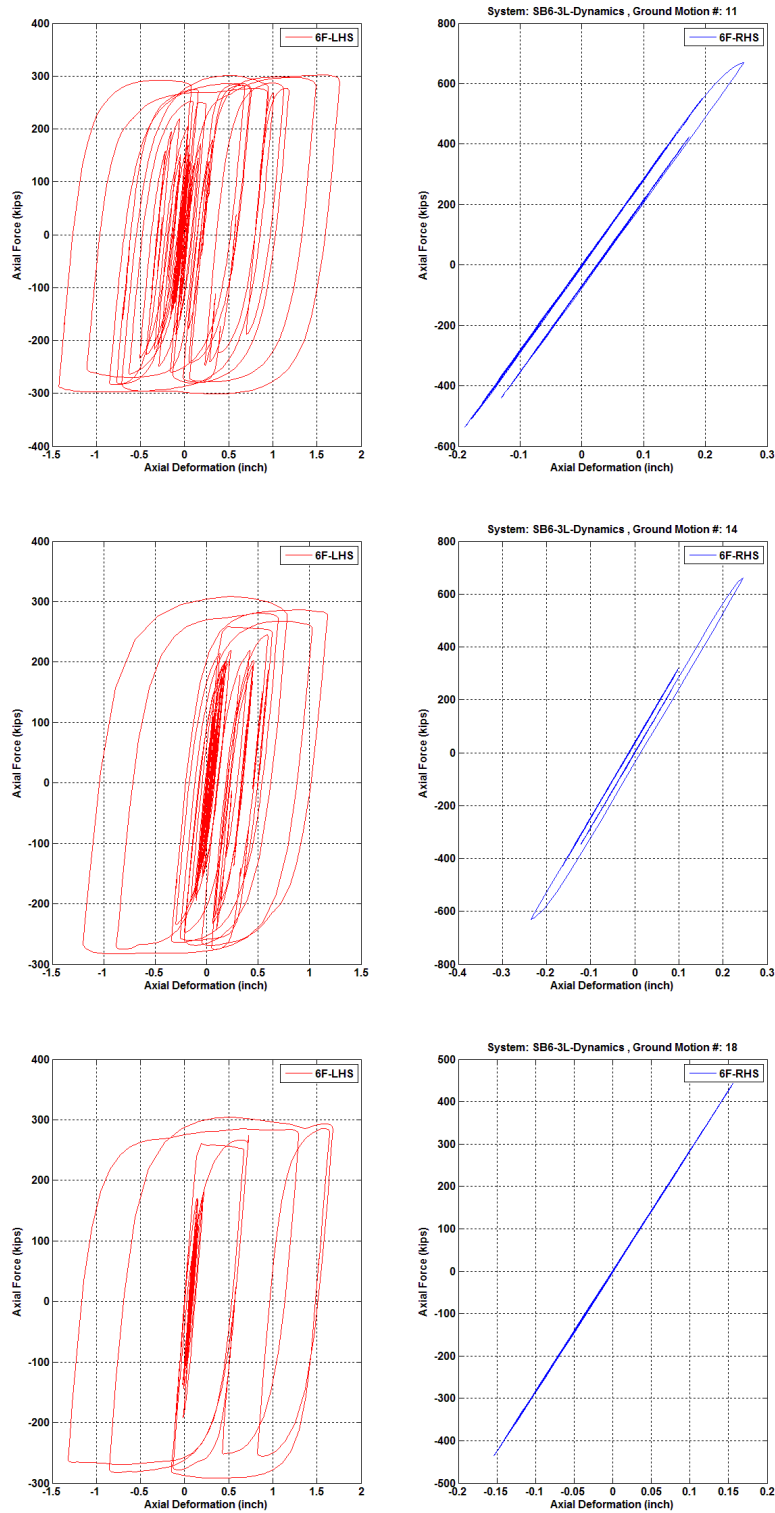 System: SB6-3L-Dynamics , Ground Motion #: 11
400
300
200
100
0
-100
-200
-300
-400
Axial Force (kips)
6F-LHS
-1.5 -1 -0.5 0 0.5 1 1.5 2
Axial Deformation (inch)
800
600
400
200
0
-200
-400
-600
Axial Force (kips)
6F-RHS
-0.2 -0.1 0 0.1 0.2 0.3
Axial Deformation (inch)
System: SB6-3L-Dynamics , Ground Motion #: 14
400
300
200
100
0
-100
-200
-300
Axial Force (kips)
6F-LHS
-1.5 -1 -0.5 0 0.5 1 1.5
Axial Deformation (inch)
800
600
400
200
0
-200
-400
-600
-800
Axial Force (kips)
6F-RHS
-0.4 -0.3 -0.2 -0.1 0 0.1 0.2 0.3
Axial Deformation (inch)
System: SB6-3L-Dynamics , Ground Motion #: 18
400
300
200
100
0
-100
-200
-300
Axial Force (kips)
6F-LHS
-1.5 -1 -0.5 0 0.5 1 1.5 2
Axial Deformation (inch)
500
400
300
200
100
0
-100
-200
-300
-400
-500
Axial Force (kips)
6F-RHS
-0.2 -0.15 -0.1 -0.05 0 0.05 0.1 0.15 0.2
Axial Deformation (inch)